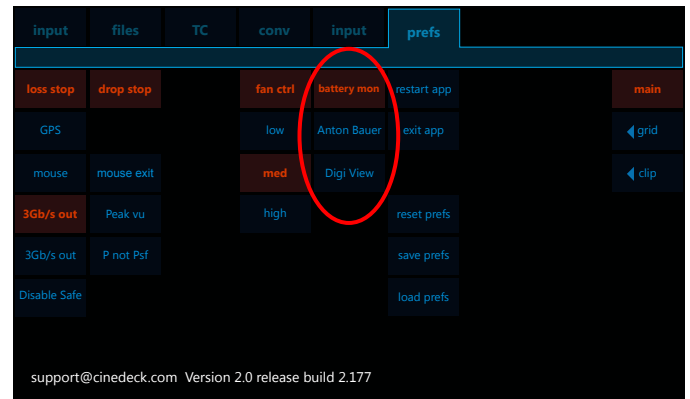 input files TC conv input prefs
loss stop drop stop fan ctrl battery mon restart app main
GPS low Anton Bauer exit app grid
mouse mouse exit med Digi View clip
3Gb/s out Peak vu high reset prefs
3Gb/s out P not Psf save prefs
Disable Safe load prefs
support@cinedeck.com Version 2.0 release build 2.177